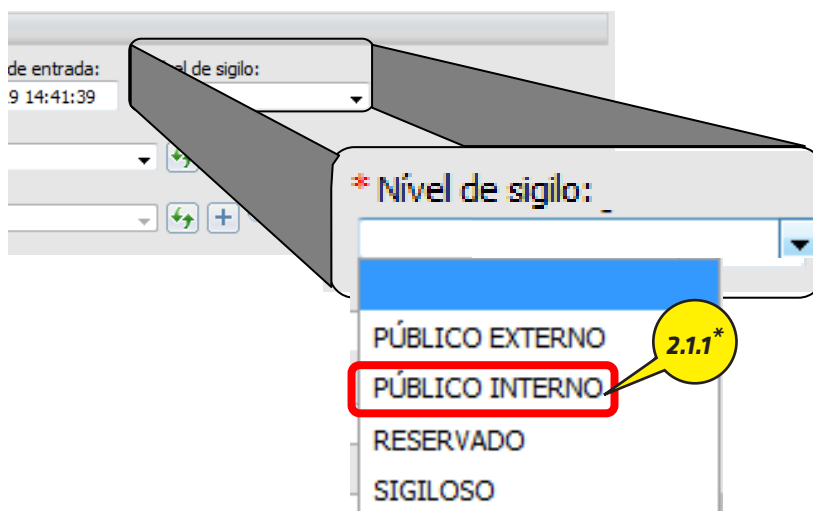 de entrada:
el de sigilo:
9 14:41:39
* Nível de sigilo:
PÚBLICO EXTERNO
2.1.1*
PÚBLICO INTERNO
RESERVADO
SIGILOSO